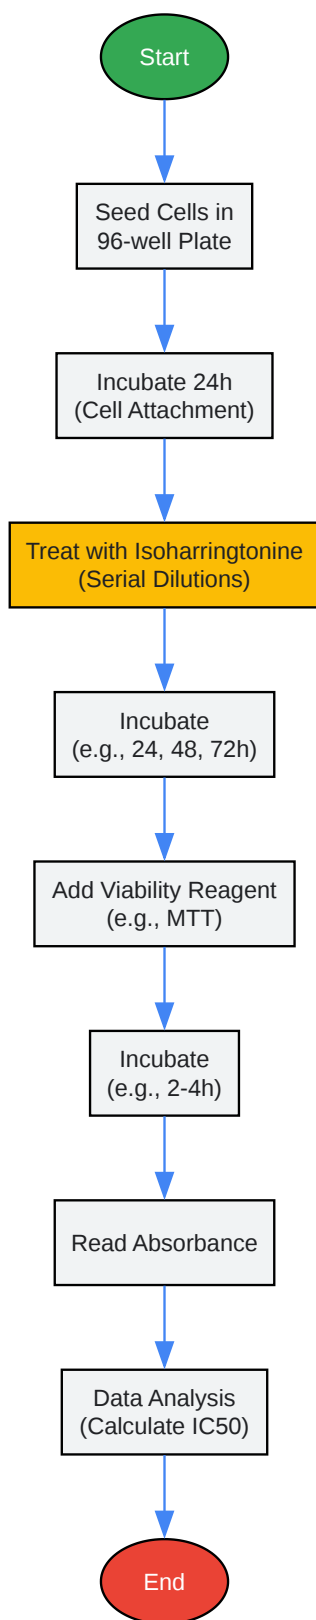 Start
Seed Cells in
96-well Plate
Incubate 24h
(Cell Attachment)
Treat with Isoharringtonine
(Serial Dilutions)
Incubate
(e.g., 24, 48, 72h)
Add Viability Reagent
(e.g., MTT)
Incubate
(e.g., 2-4h)
Read Absorbance
Data Analysis
(Calculate IC50)
End